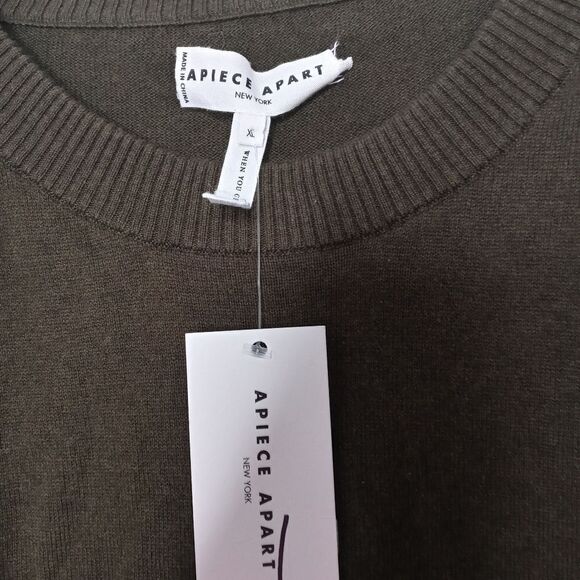 MADE IN CHINA
APIECE APART
NEW YORK
XL
WHEN YOU
APIECE APART
NEW YORK